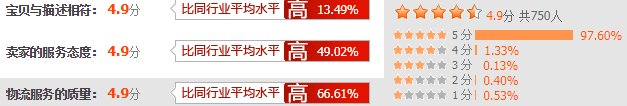 宝贝与描述相符： 4.9分 比同行业平均水平 高 13.49%
卖家的服务态度： 4.9分 比同行业平均水平 高 49.02%
物流服务的质量： 4.9分 比同行业平均水平 高 66.61%
4.9分 共750人
5 分 97.60%
4 分 1.33%
3 分 0.13%
2 分 0.40%
1 分 0.53%